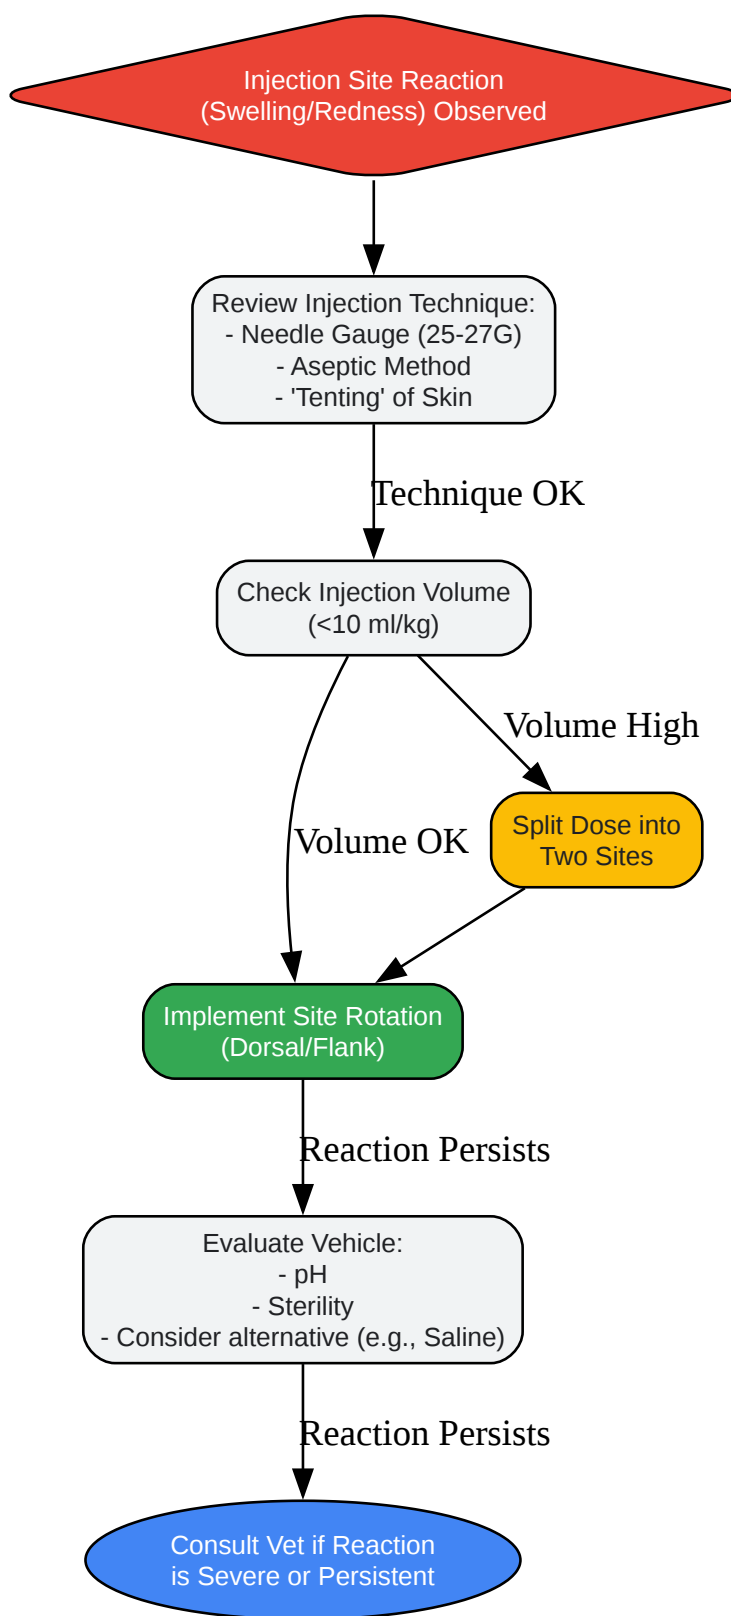 Injection Site Reaction
(Swelling/Redness) Observed
Review Injection Technique:
- Needle Gauge (25-27G)
- Aseptic Method
- 'Tenting' of Skin
Technique OK
Check Injection Volume
(<10 ml/kg)
Volume High
Split Dose into
Two Sites
Volume OK
Implement Site Rotation
(Dorsal/Flank)
Reaction Persists
Evaluate Vehicle:
- pH
- Sterility
- Consider alternative (e.g., Saline)
Reaction Persists
Consult Vet if Reaction
is Severe or Persistent